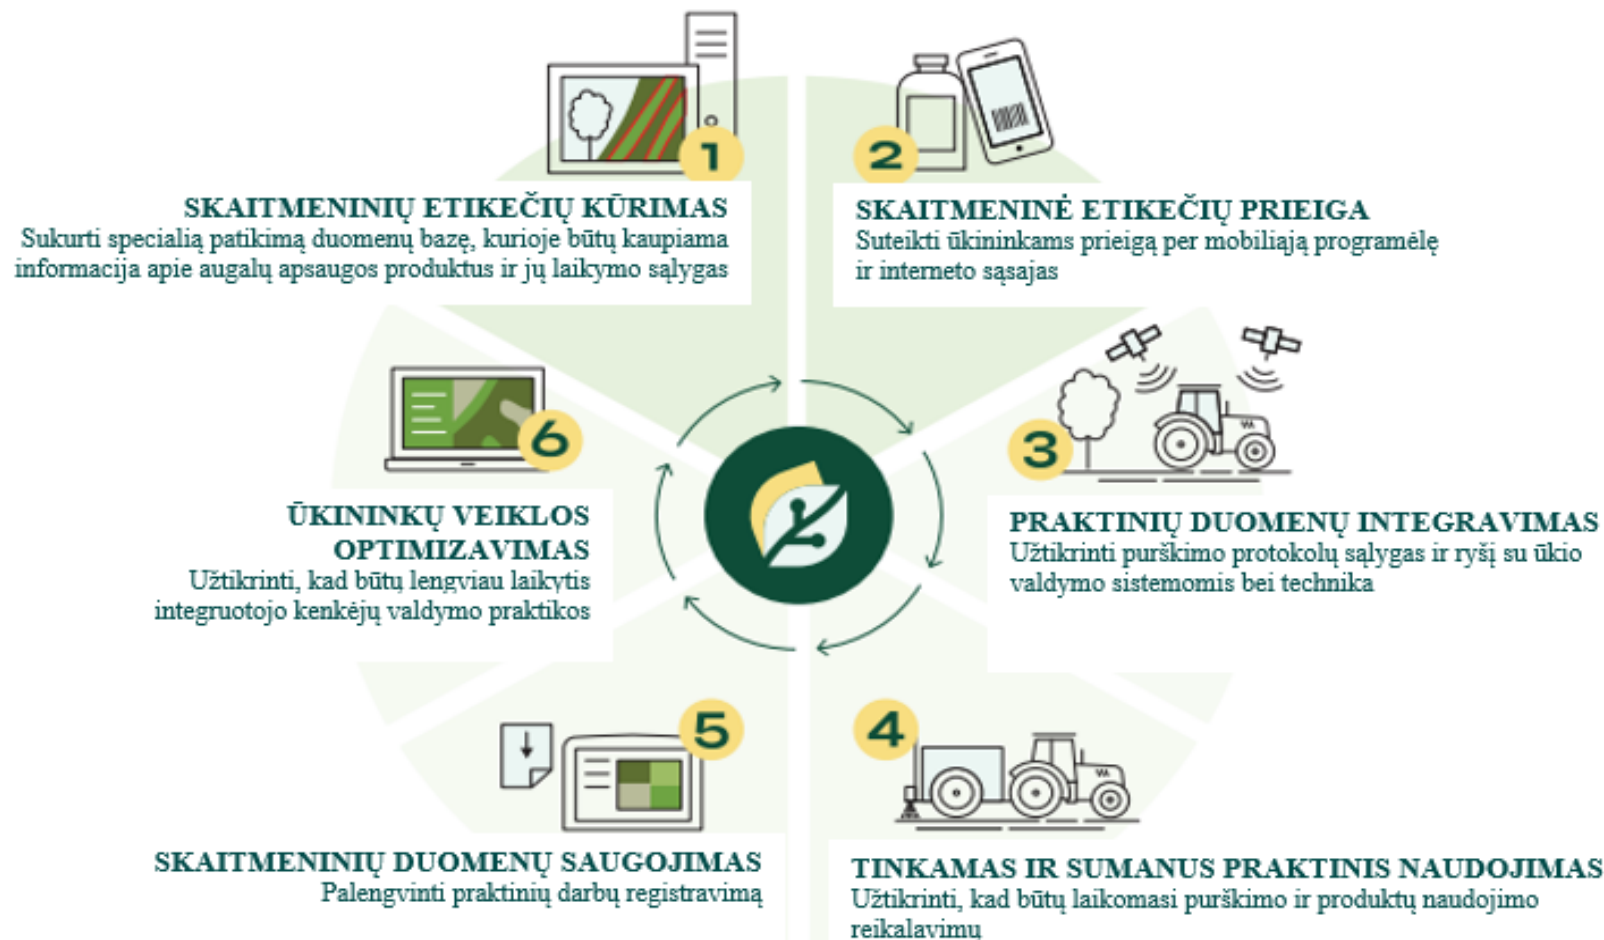 1
SKAITMENINIŲ ETIKEČIŲ KŪRIMAS
Sukurti specialią patikimą duomenų bazę, kurioje būtų kaupiama
informacija apie augalų apsaugos produktus ir jų laikymo sąlygas
2
SKAITMENINĖ ETIKEČIŲ PRIEIGA
Suteikti ūkininkams prieigą per mobiliąją programėlę
ir interneto sąsajas
3
PRAKTINIŲ DUOMENŲ INTEGRAVIMAS
Užtikrinti purškimo protokolų sąlygas ir ryšį su ūkio
valdymo sistemomis bei technika
4
TINKAMAS IR SUMANUS PRAKTINIS NAUDOJIMAS
Užtikrinti, kad būtų laikomasi purškimo ir produktų naudojimo
reikalavimų
5
SKAITMENINIŲ DUOMENŲ SAUGOJIMAS
Palengvinti praktinių darbų registravimą
6
ŪKININKŲ VEIKLOS
OPTIMIZAVIMAS
Užtikrinti, kad būtų lengviau laikytis
integruotojo kenkėjų valdymo praktikos